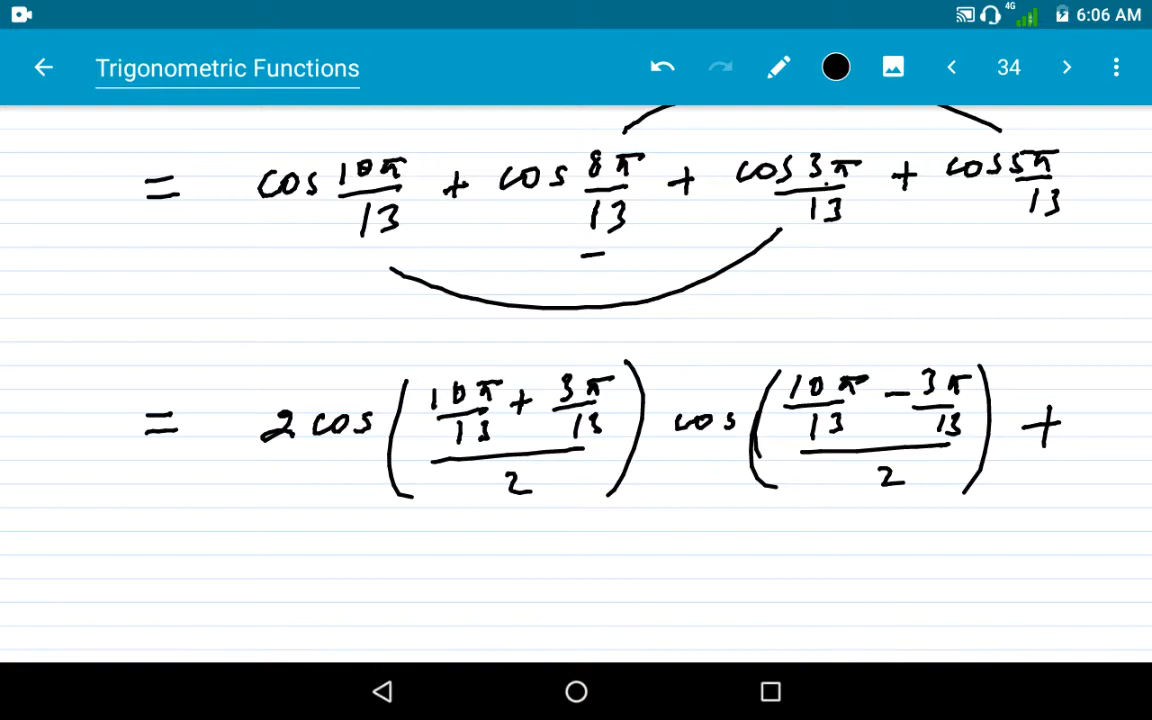 4G 6:06 AM
Trigonometric Functions 34
= cos 10π/13 + cos 8π/13 + cos 3π/13 + cos 5π/13
= 2 cos ((10π/13 + 3π/13)/2) cos ((10π/13 - 3π/13)/2) +